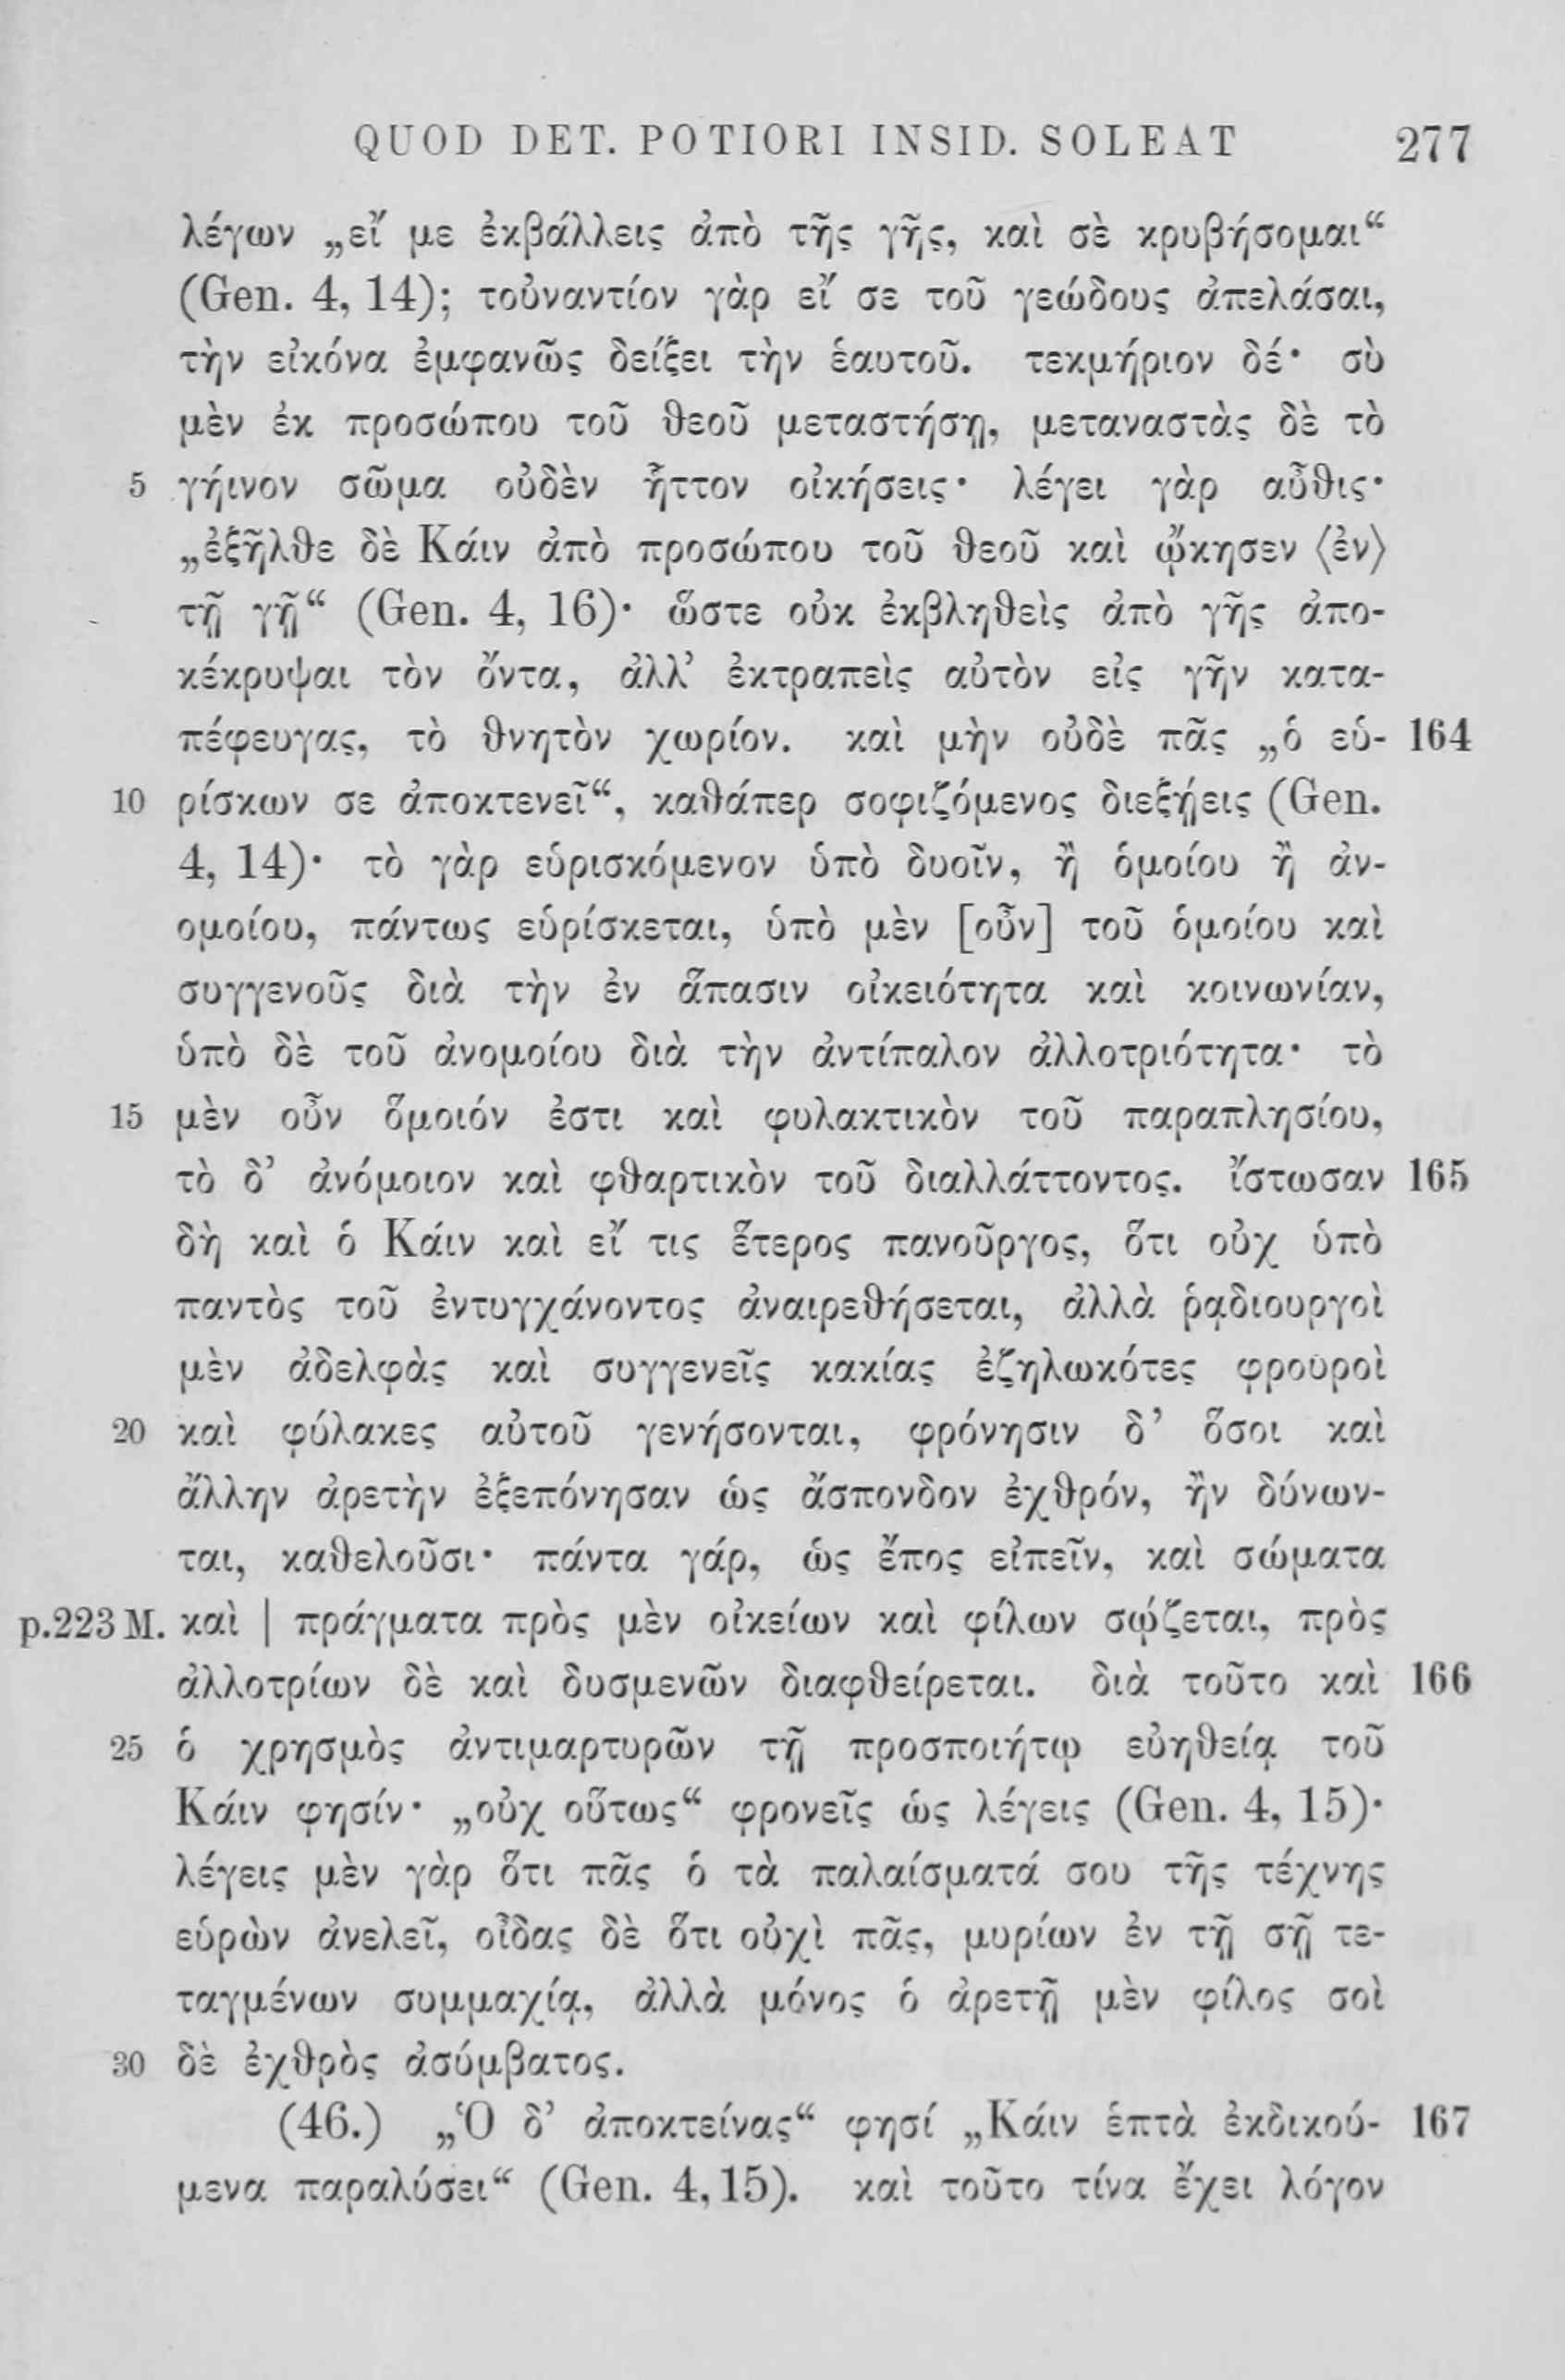 QUOD DET. POTIORI INSID. SOLEAT 277
λέγων „εἴ με ἐκβάλλεις ἀπὸ τῆς γῆς, καὶ σὲ κρυβήσομαι“
(Gen. 4, 14); τοὐναντίον γὰρ εἴ σε τοῦ γεώδους ἀπελάσαι,
τὴν εἰκόνα ἐμφανῶς δείξει τὴν ἑαυτοῦ. τεκμήριον δέ· σὺ
μὲν ἐκ προσώπου τοῦ θεοῦ μεταστήσῃ, μεταναστὰς δὲ τὸ
5 γήινον σῶμα οὐδὲν ἧττον οἰκήσεις· λέγει γὰρ αὖθις·
„ἐξῆλθε δὲ Κάιν ἀπὸ προσώπου τοῦ θεοῦ καὶ ᾤκησεν ⟨ἐν⟩
τῇ γῇ“ (Gen. 4, 16)· ὥστε οὐκ ἐκβληθεὶς ἀπὸ γῆς ἀπο-
κέκρυψαι τὸν ὄντα, ἀλλ’ ἐκτραπεὶς αὐτὸν εἰς γῆν κατα-
πέφευγας, τὸ θνητὸν χωρίον. καὶ μὴν οὐδὲ πᾶς „ὁ εὑ- 164
10 ρίσκων σε ἀποκτενεῖ“, καθάπερ σοφιζόμενος διεξῄεις (Gen.
4, 14)· τὸ γὰρ εὑρισκόμενον ὑπὸ δυοῖν, ἢ ὁμοίου ἢ ἀν-
ομοίου, πάντως εὑρίσκεται, ὑπὸ μὲν [οὖν] τοῦ ὁμοίου καὶ
συγγενοῦς διὰ τὴν ἐν ἅπασιν οἰκειότητα καὶ κοινωνίαν,
ὑπὸ δὲ τοῦ ἀνομοίου διὰ τὴν ἀντίπαλον ἀλλοτριότητα· τὸ
15 μὲν οὖν ὅμοιόν ἐστι καὶ φυλακτικὸν τοῦ παραπλησίου,
τὸ δ’ ἀνόμοιον καὶ φθαρτικὸν τοῦ διαλλάττοντος. ἴστωσαν 165
δὴ καὶ ὁ Κάιν καὶ εἴ τις ἕτερος πανοῦργος, ὅτι οὐχ ὑπὸ
παντὸς τοῦ ἐντυγχάνοντος ἀναιρεθήσεται, ἀλλὰ ῥᾳδιουργοὶ
μὲν ἀδελφὰς καὶ συγγενεῖς κακίας ἐζηλωκότες φρουροὶ
20 καὶ φύλακες αὐτοῦ γενήσονται, φρόνησιν δ’ ὅσοι καὶ
ἄλλην ἀρετὴν ἐξεπόνησαν ὡς ἄσπονδον ἐχθρόν, ἢν δύνων-
ται, καθελοῦσι· πάντα γάρ, ὡς ἔπος εἰπεῖν, καὶ σώματα
p.223 M. καὶ | πράγματα πρὸς μὲν οἰκείων καὶ φίλων σῴζεται, πρὸς
ἀλλοτρίων δὲ καὶ δυσμενῶν διαφθείρεται. διὰ τοῦτο καὶ 166
25 ὁ χρησμὸς ἀντιμαρτυρῶν τῇ προσποιήτῳ εὐηθείᾳ τοῦ
Κάιν φησίν· „οὐχ οὕτως“ φρονεῖς ὡς λέγεις (Gen. 4, 15)·
λέγεις μὲν γὰρ ὅτι πᾶς ὁ τὰ παλαίσματά σου τῆς τέχνης
εὑρὼν ἀνελεῖ, οἶδας δὲ ὅτι οὐχὶ πᾶς, μυρίων ἐν τῇ σῇ τε-
ταγμένων συμμαχίᾳ, ἀλλὰ μόνος ὁ ἀρετῇ μὲν φίλος σοὶ
30 δὲ ἐχθρὸς ἀσύμβατος.
(46.) „Ὁ δ’ ἀποκτείνας“ φησί „Κάιν ἑπτὰ ἐκδικού- 167
μενα παραλύσει“ (Gen. 4,15). καὶ τοῦτο τίνα ἔχει λόγον